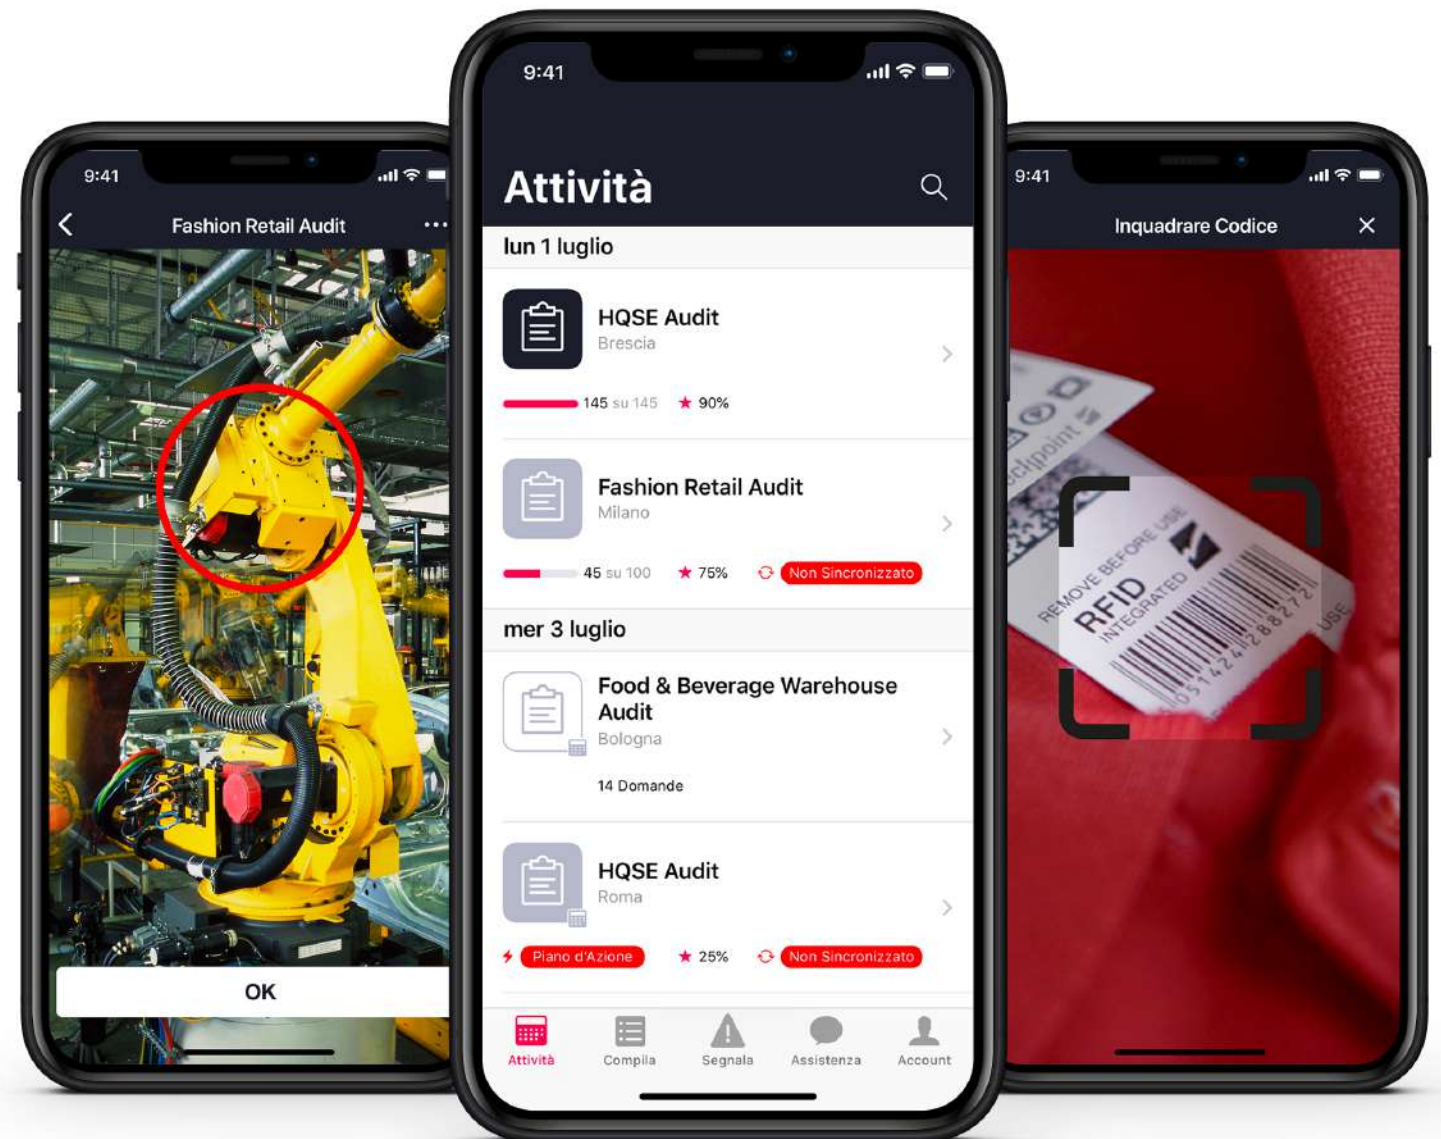 9:41
Fashion Retail Audit
OK
9:41
Attività
lun 1 luglio
HQSE Audit
Brescia
145 su 145 ★ 90%
Fashion Retail Audit
Milano
45 su 100 ★ 75% Non Sincronizzato
mer 3 luglio
Food & Beverage Warehouse
Audit
Bologna
14 Domande
HQSE Audit
Roma
Piano d'Azione ★ 25% Non Sincronizzato
Attività Compila Segnala Assistenza Account
9:41
Inquadrare Codice
REMOVE BEFORE USE
RFID
INTEGRATED
051424288272
USE